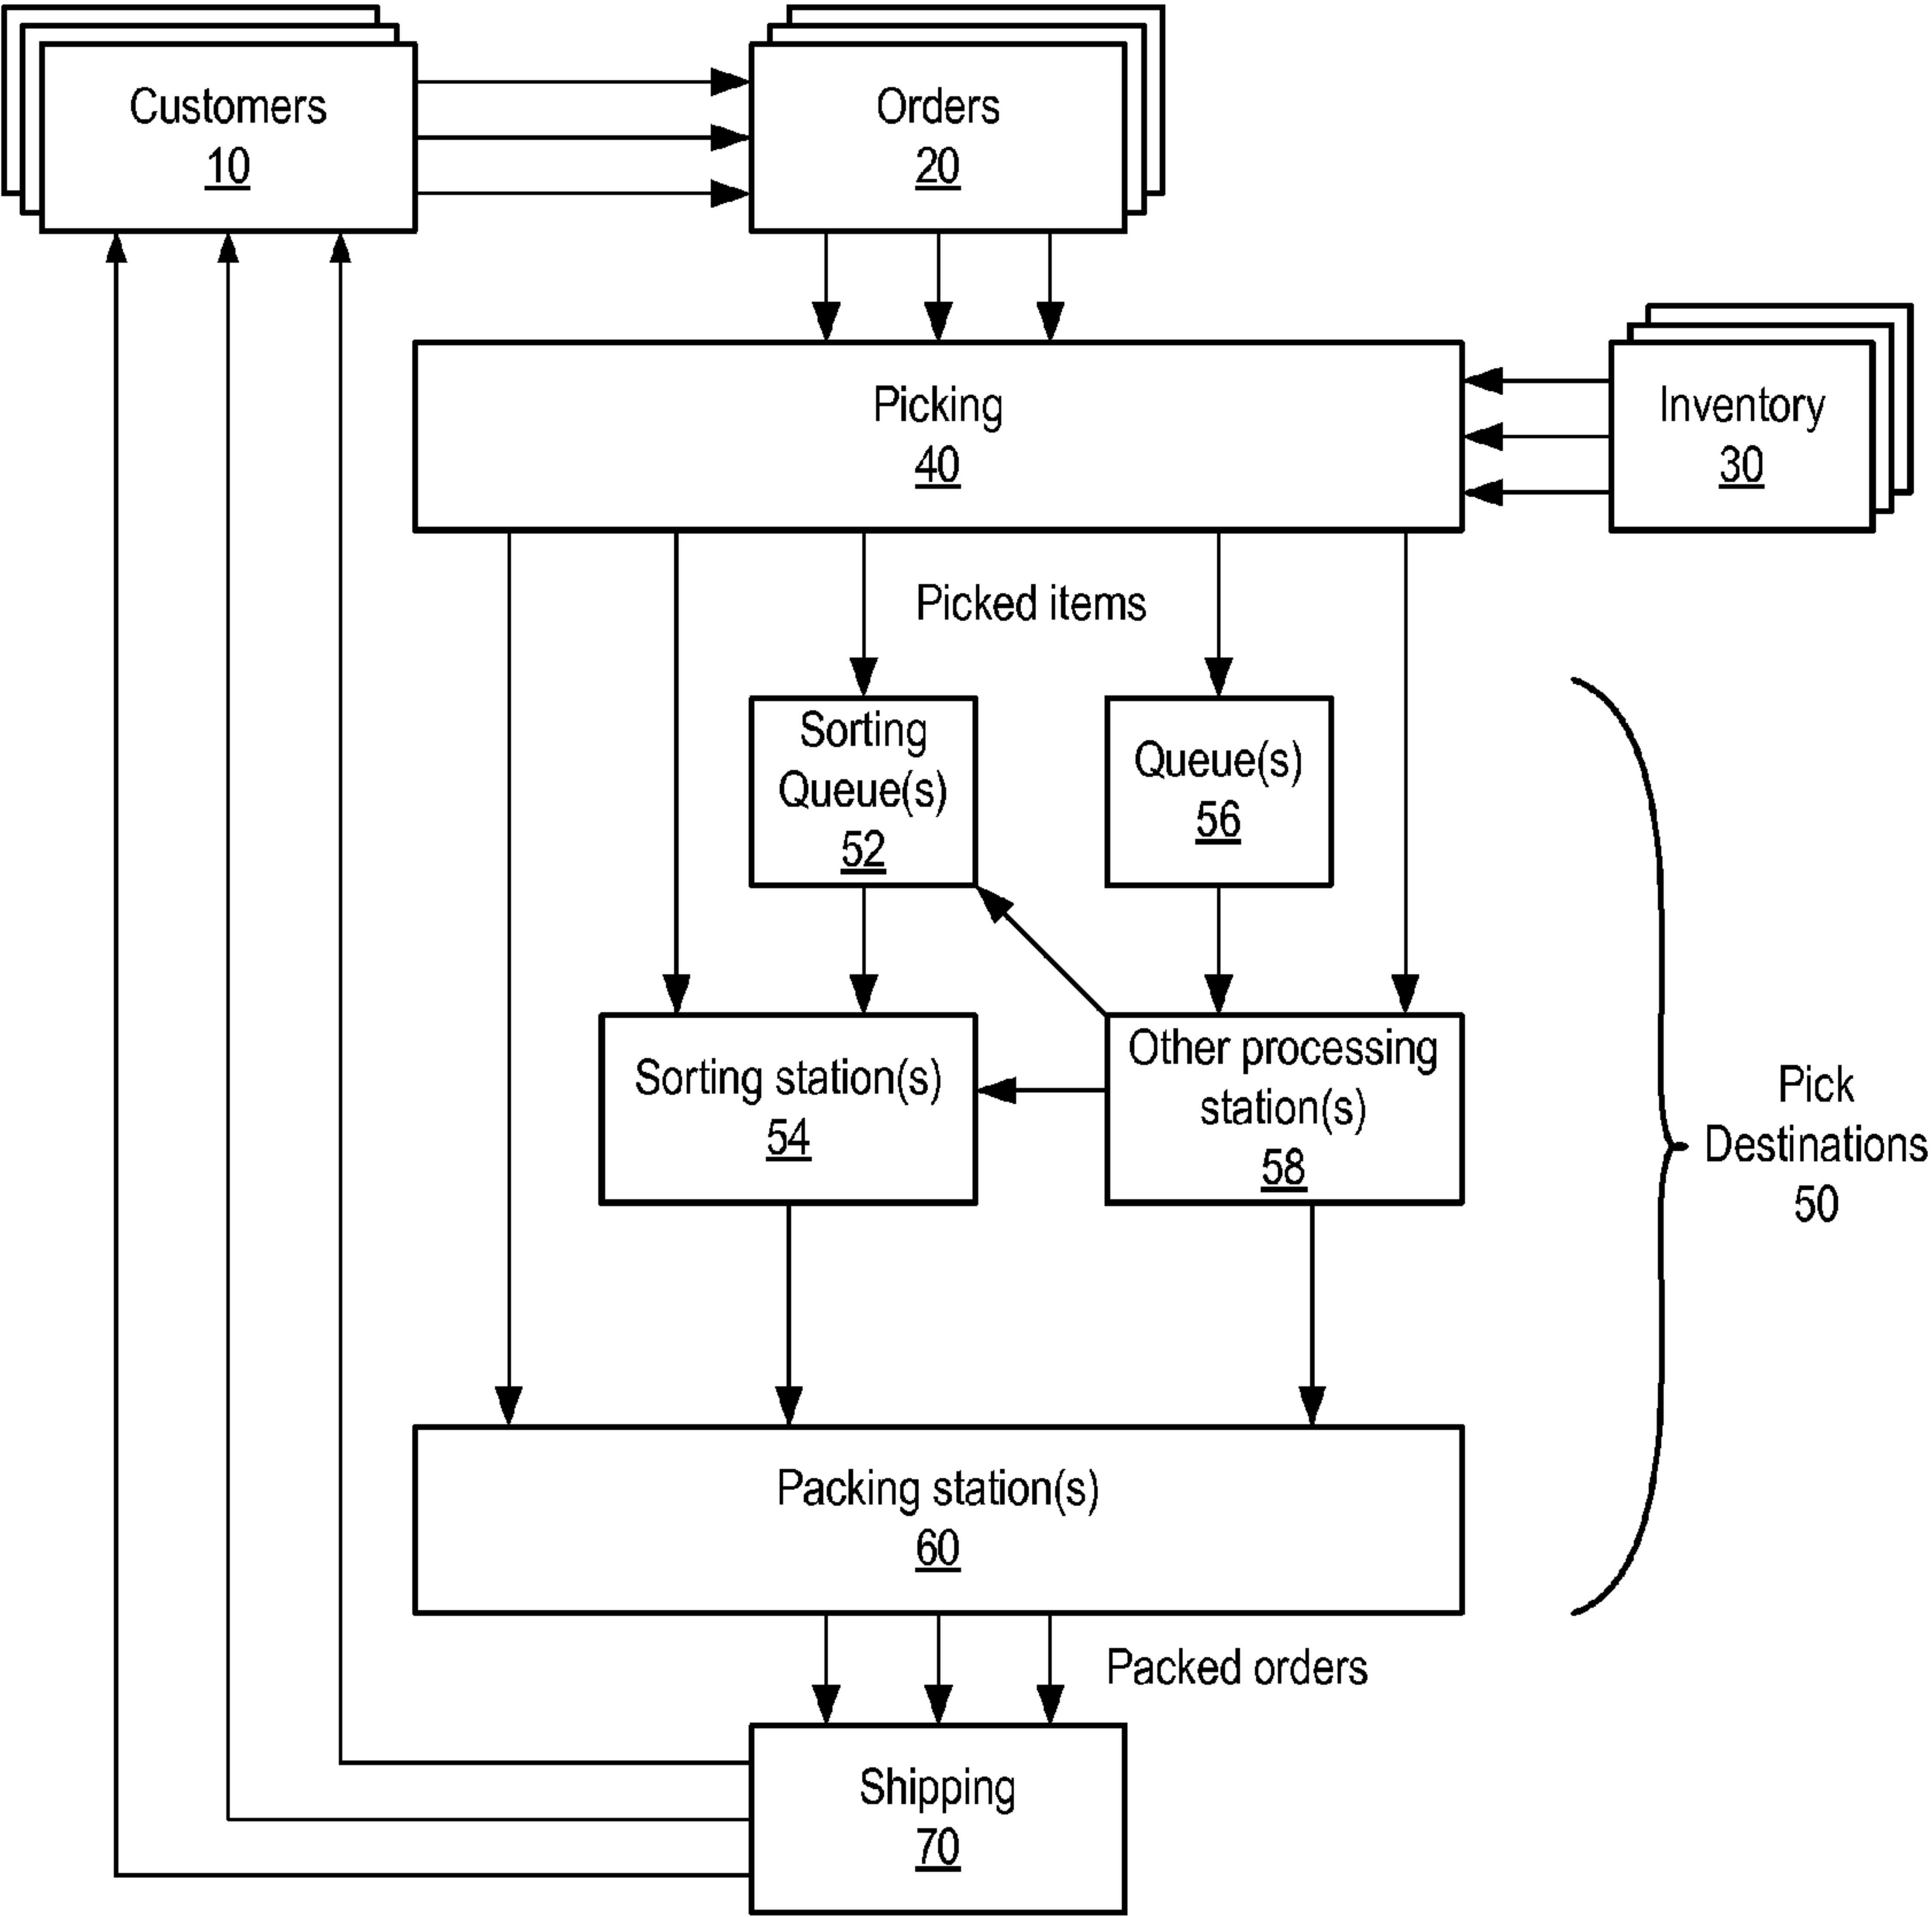 Customers
10
Orders
20
Picking
40
Inventory
30
Picked items
Sorting
Queue(s)
52
Queue(s)
56
Sorting station(s)
54
Other processing
station(s)
58
Pick
Destinations
50
Packing station(s)
60
Packed orders
Shipping
70